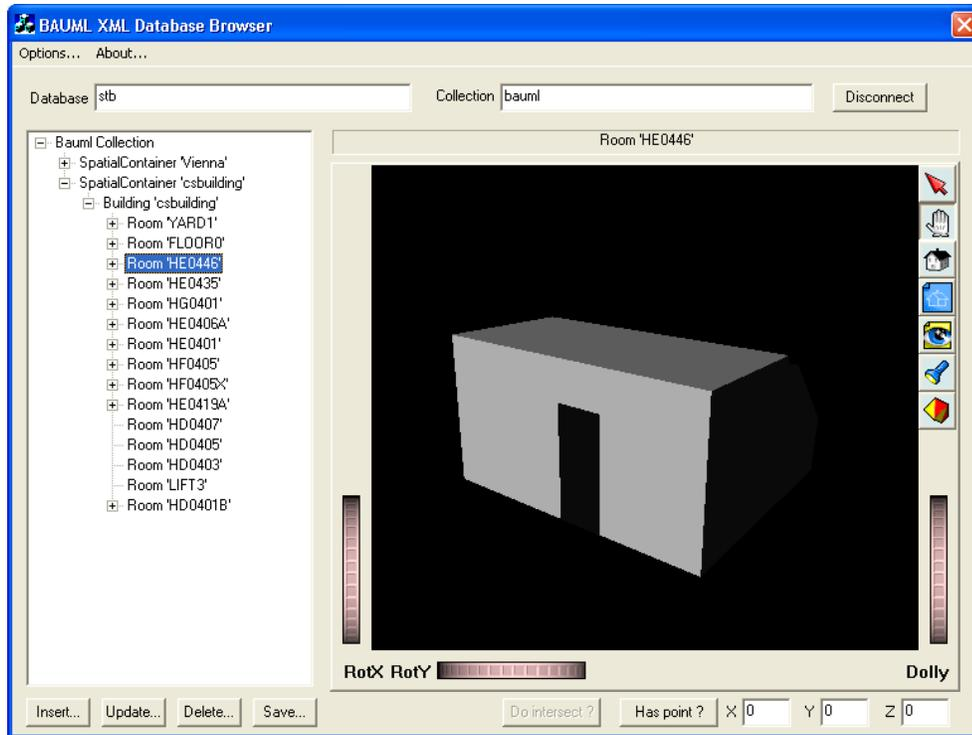 BAUML XML Database Browser
Options... About...
Database stb Collection bauml Disconnect
Bauml Collection
SpatialContainer 'Vienna'
SpatialContainer 'csbuilding'
Building 'csbuilding'
Room 'YARD1'
Room 'FLOOR0'
Room 'HE0446'
Room 'HE0435'
Room 'HG0401'
Room 'HE0406A'
Room 'HE0401'
Room 'HF0405'
Room 'HF0405X'
Room 'HE0419A'
Room 'HD0407'
Room 'HD0405'
Room 'HD0403'
Room 'LIFT3'
Room 'HD0401B'
Room 'HE0446'
RotX RotY Dolly
Insert... Update... Delete... Save... Do intersect ? Has point ? X 0 Y 0 Z 0